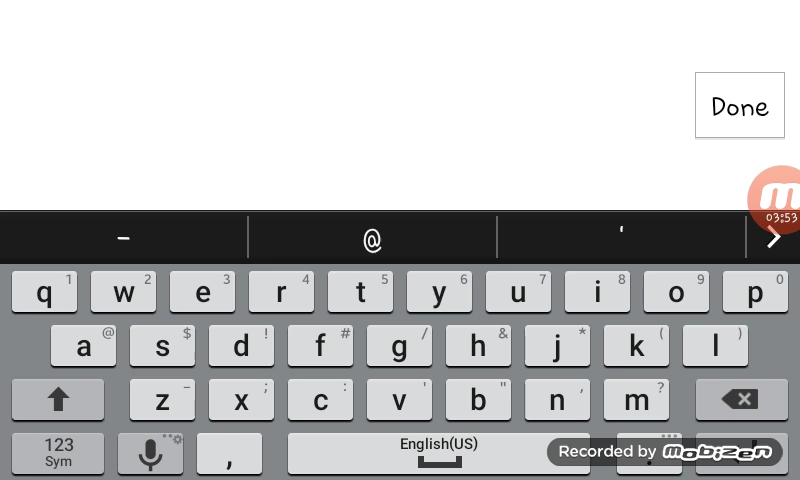 Done
03:53
- @ '
q 1 w 2 e 3 r 4 t 5 y 6 u 7 i 8 o 9 p 0
a @ s $ d ! f # g / h & j * k ( l )
z - x ; c : v ' b " n , m ?
123 Sym , English(US) Recorded by mobizen